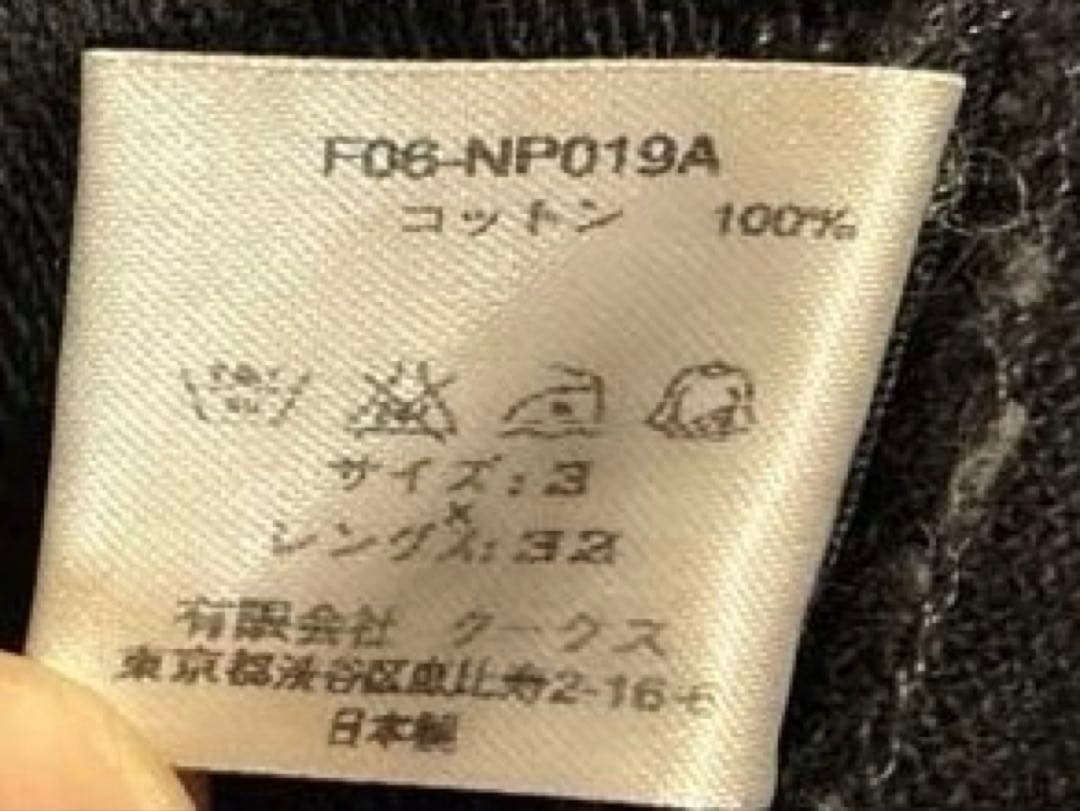 F06-NP019A
コットン 100%
サイズ:3
×
レングス:32
有限会社 クークス
東京都渋谷区恵比寿2-16-6
日本製